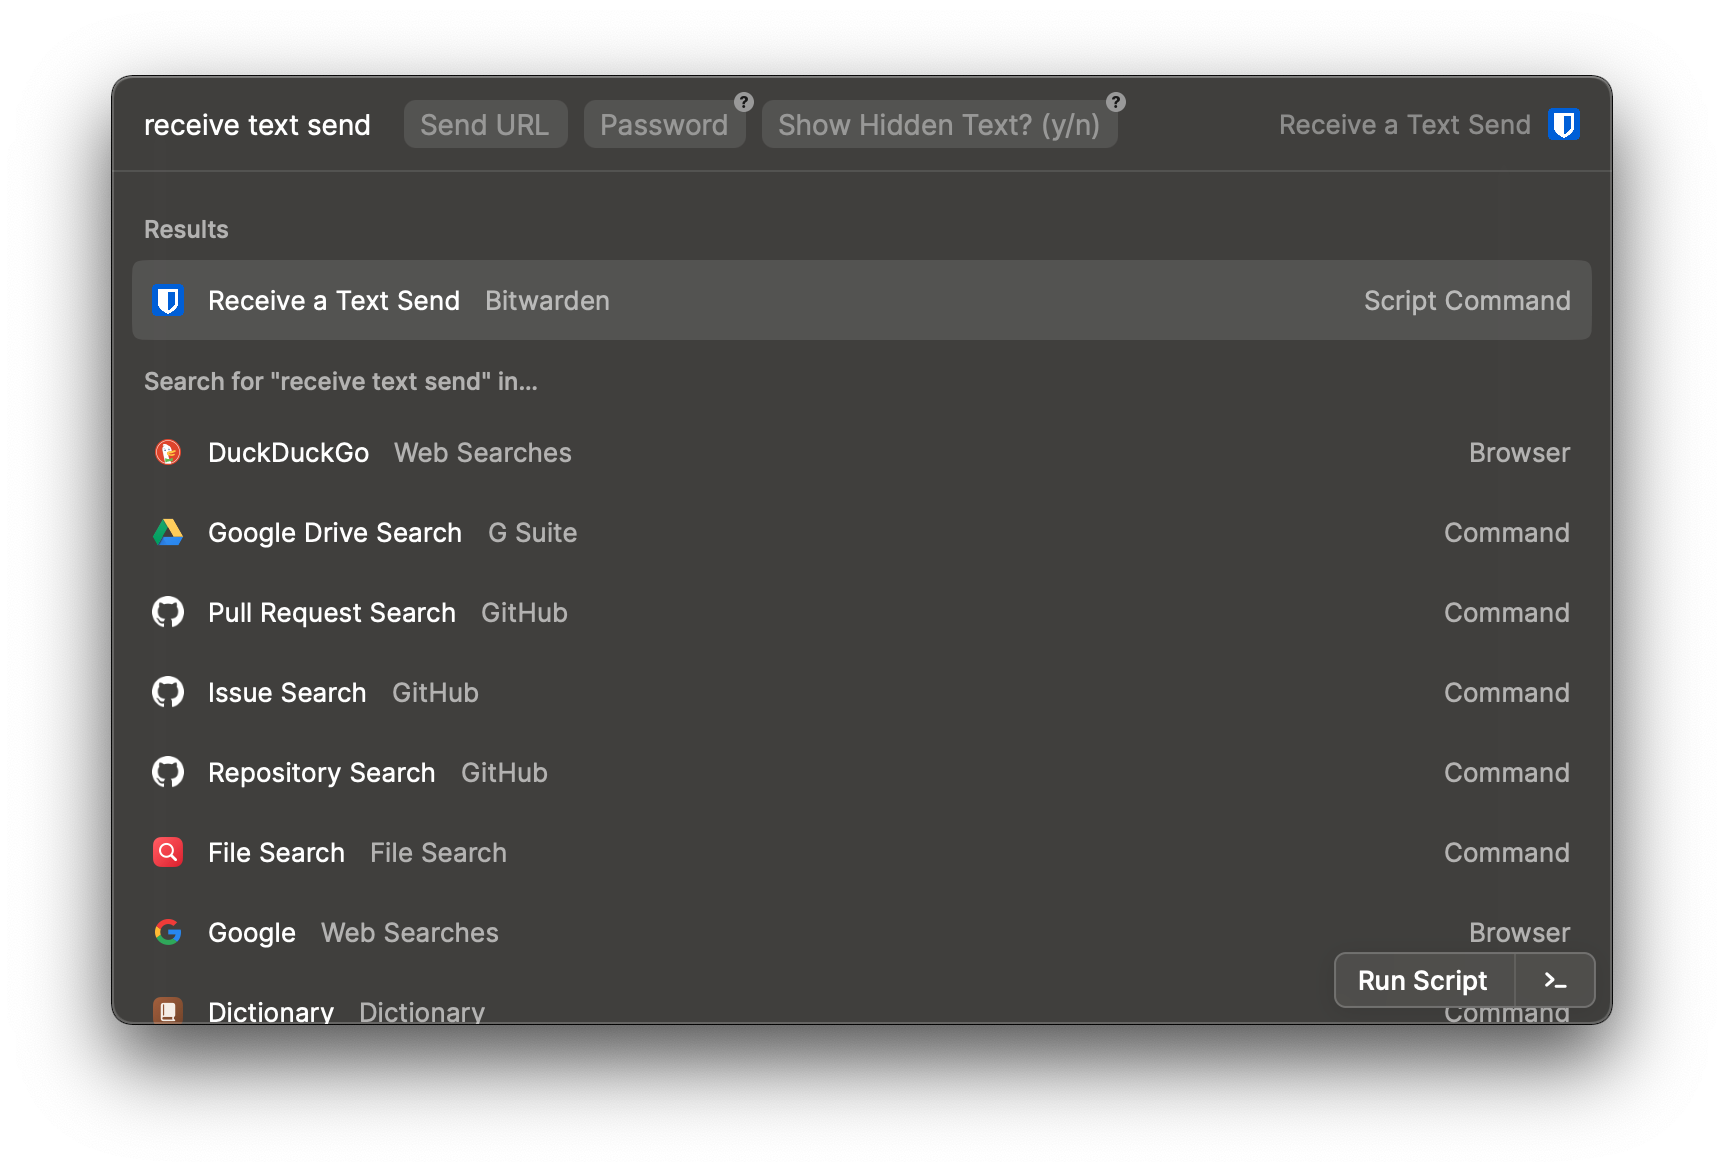 receive text send Send URL Password ? Show Hidden Text? (y/n) ? Receive a Text Send
Results
Receive a Text Send Bitwarden Script Command
Search for "receive text send" in...
DuckDuckGo Web Searches Browser
Google Drive Search G Suite Command
Pull Request Search GitHub Command
Issue Search GitHub Command
Repository Search GitHub Command
File Search File Search Command
Google Web Searches Browser
Run Script >_
Dictionary Dictionary Command